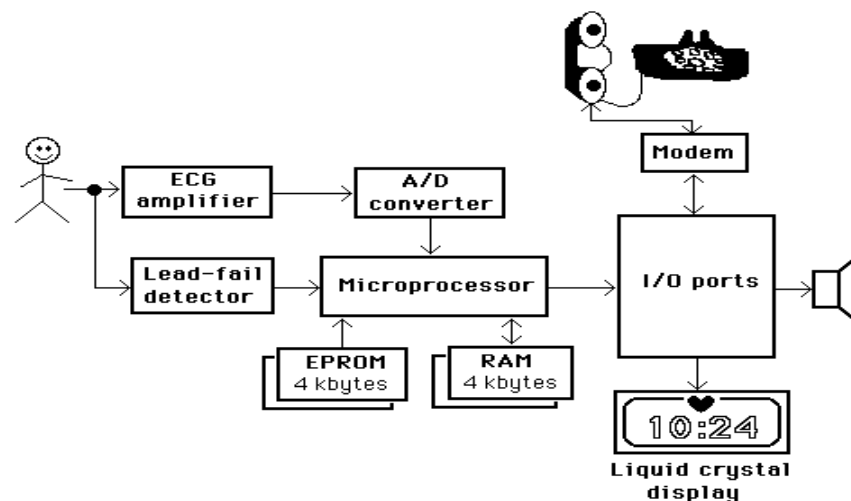 Modem
ECG
amplifier
A/D
converter
Lead-fail
detector
Microprocessor
I/O ports
EPROM
4 kbytes
RAM
4 kbytes
10:24
Liquid crystal
display